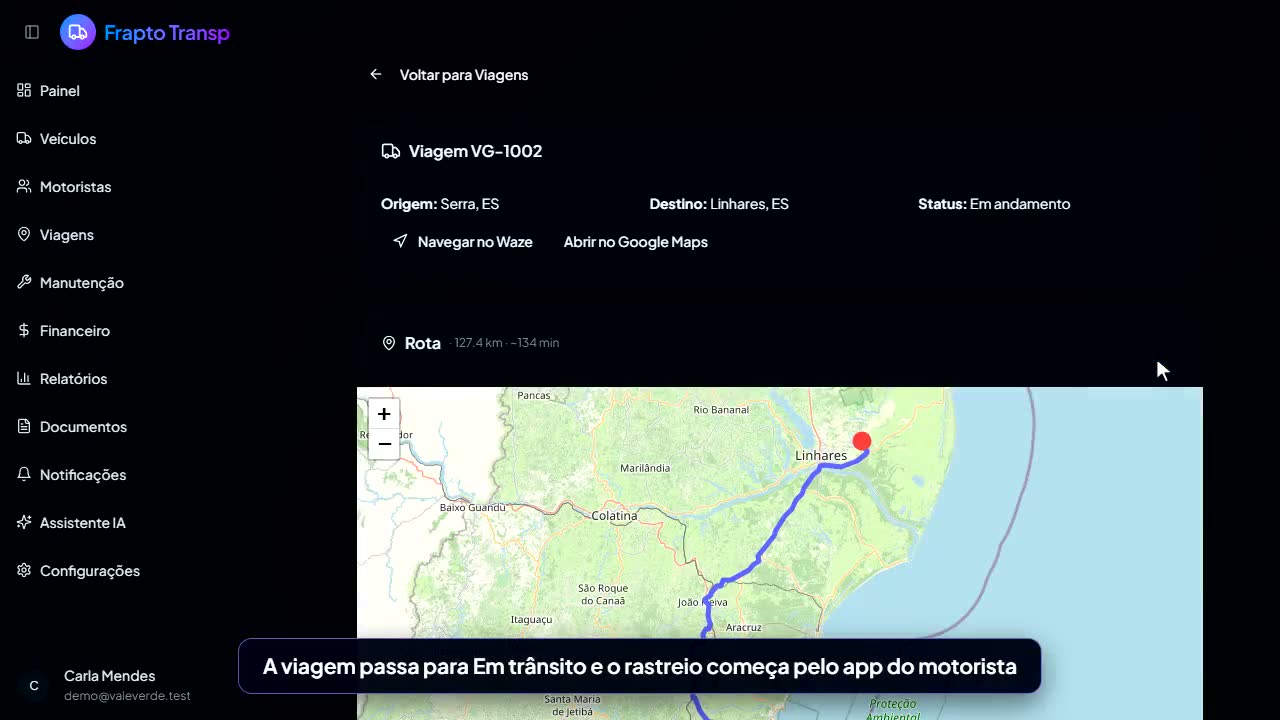 Frapto Transp
Painel
Veículos
Motoristas
Viagens
Manutenção
Financeiro
Relatórios
Documentos
Notificações
Assistente IA
Configurações
C
Carla Mendes
demo@valeverde.test
Voltar para Viagens
Viagem VG-1002
Origem: Serra, ES
Destino: Linhares, ES
Status: Em andamento
Navegar no Waze
Abrir no Google Maps
Rota · 127.4 km · ~134 min
+
−
Pancas
Rio Bananal
Linhares
Marilândia
Baixo Guandu
Colatina
São Roque
do Canaã
João Neiva
Itaguaçu
Aracruz
A viagem passa para Em trânsito e o rastreio começa pelo app do motorista
Santa Maria
de Jetibá
Proteção
Ambiental